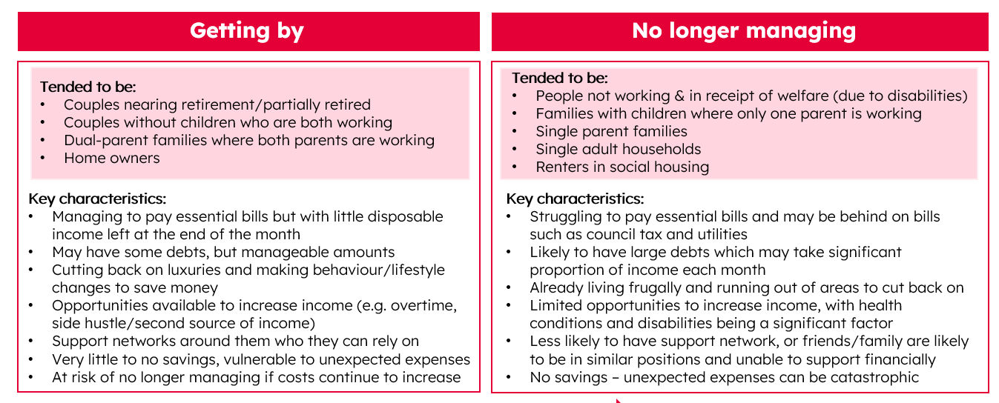 Getting by
Tended to be:
• Couples nearing retirement/partially retired
• Couples without children who are both working
• Dual-parent families where both parents are working
• Home owners
Key characteristics:
• Managing to pay essential bills but with little disposable
income left at the end of the month
• May have some debts, but manageable amounts
• Cutting back on luxuries and making behaviour/lifestyle
changes to save money
• Opportunities available to increase income (e.g. overtime,
side hustle/second source of income)
• Support networks around them who they can rely on
• Very little to no savings, vulnerable to unexpected expenses
• At risk of no longer managing if costs continue to increase
No longer managing
Tended to be:
• People not working & in receipt of welfare (due to disabilities)
• Families with children where only one parent is working
• Single parent families
• Single adult households
• Renters in social housing
Key characteristics:
• Struggling to pay essential bills and may be behind on bills
such as council tax and utilities
• Likely to have large debts which may take significant
proportion of income each month
• Already living frugally and running out of areas to cut back on
• Limited opportunities to increase income, with health
conditions and disabilities being a significant factor
• Less likely to have support network, or friends/family are likely
to be in similar positions and unable to support financially
• No savings – unexpected expenses can be catastrophic